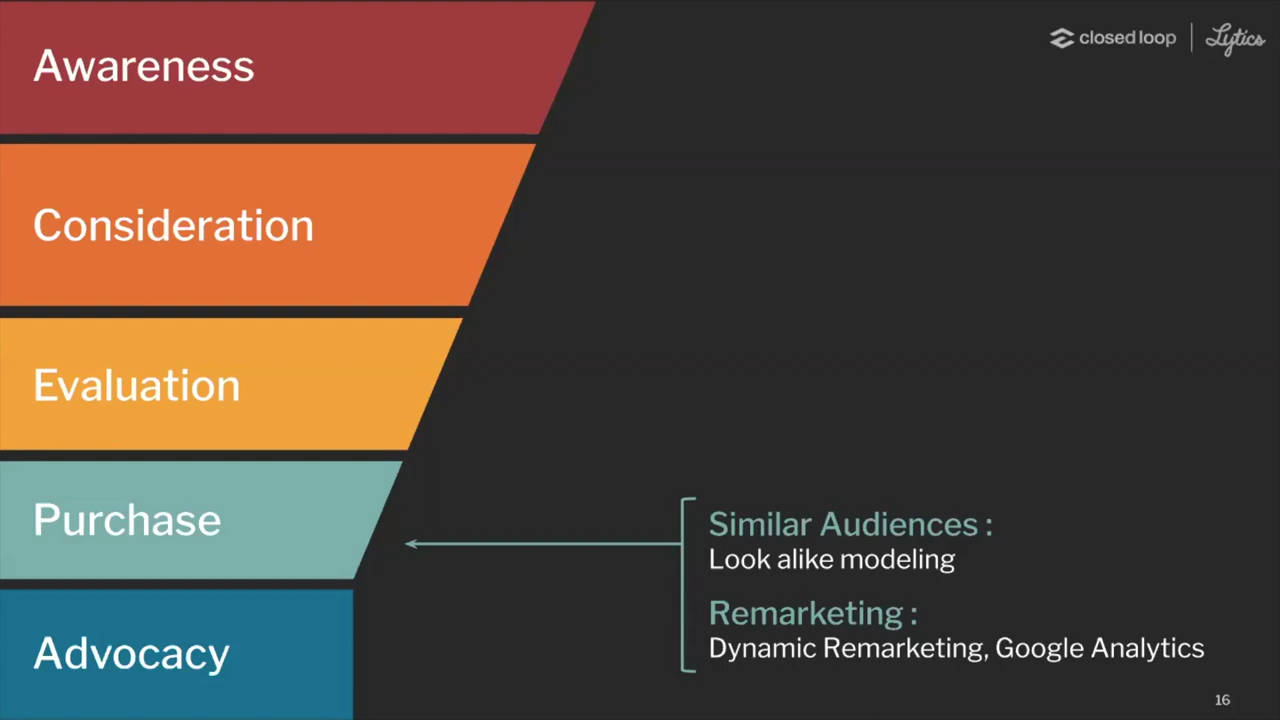 closed loop | Lytics
Awareness
Consideration
Evaluation
Purchase
Similar Audiences :
Look alike modeling
Remarketing :
Dynamic Remarketing, Google Analytics
Advocacy
16